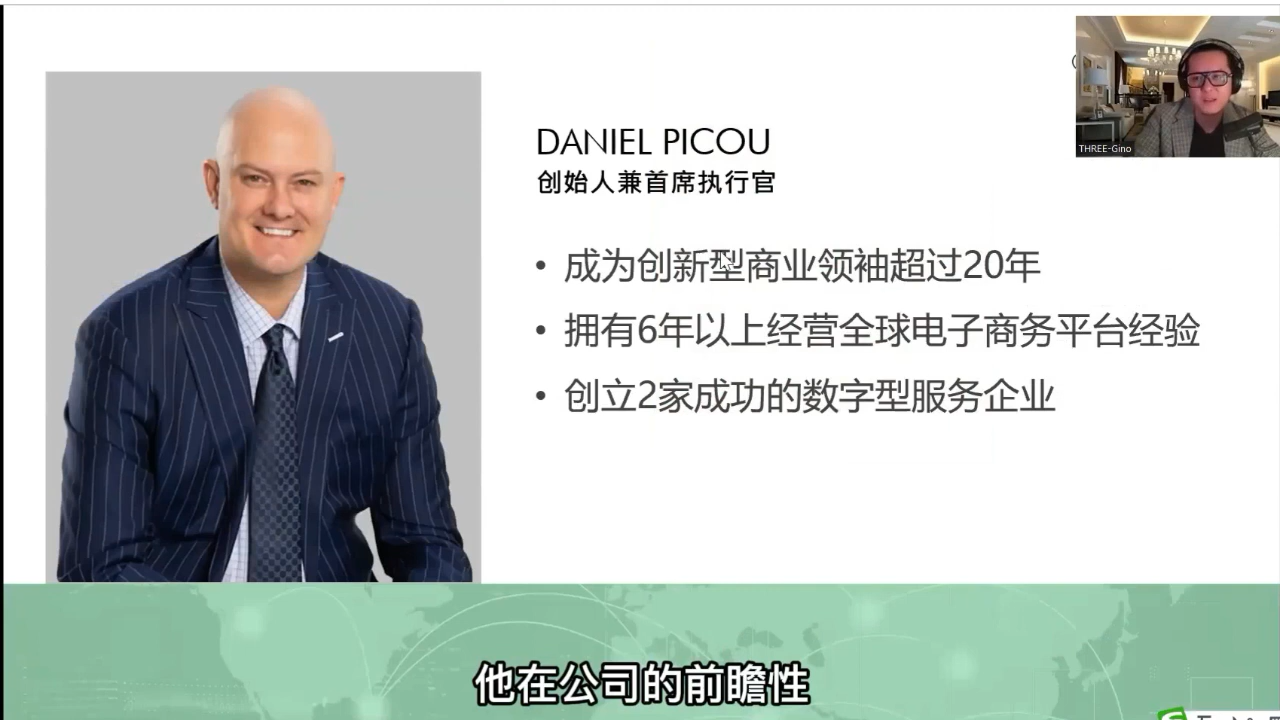 THREE-Gino
DANIEL PICOU
创始人兼首席执行官
• 成为创新型商业领袖超过20年
• 拥有6年以上经营全球电子商务平台经验
• 创立2家成功的数字型服务企业
他在公司的前瞻性